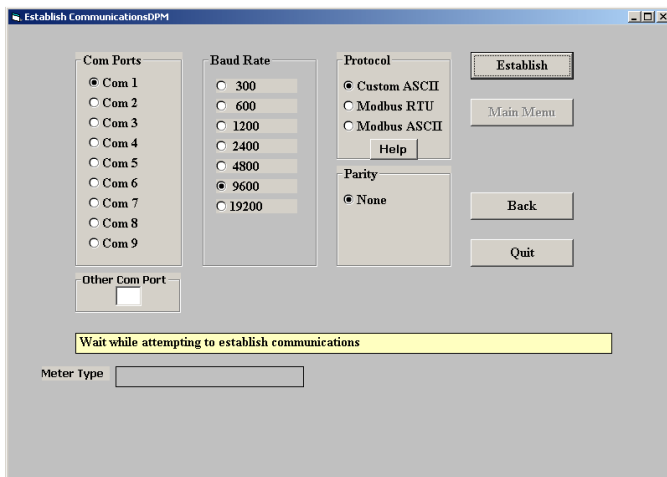 Establish CommunicationsDPM
Com Ports
Com 1
Com 2
Com 3
Com 4
Com 5
Com 6
Com 7
Com 8
Com 9
Other Com Port
Baud Rate
300
600
1200
2400
4800
9600
19200
Protocol
Custom ASCII
Modbus RTU
Modbus ASCII
Help
Parity
None
Establish
Main Menu
Back
Quit
Wait while attempting to establish communications
Meter Type